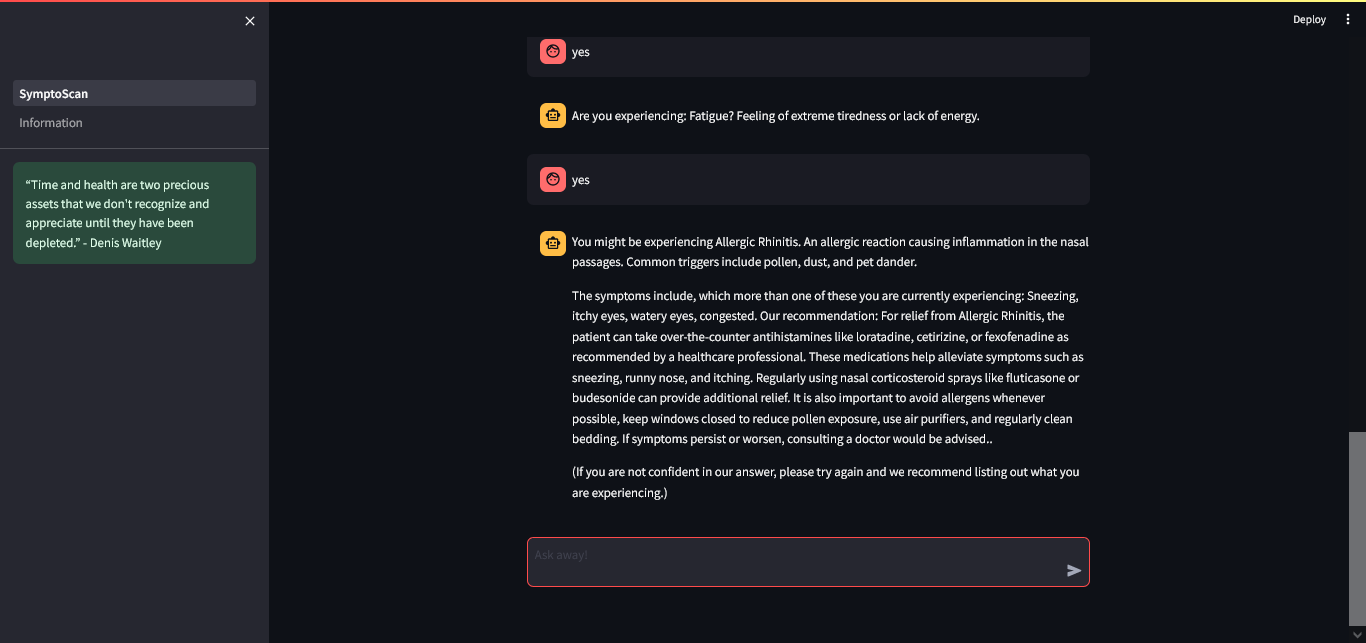 Deploy
SymptoScan
Information
“Time and health are two precious
assets that we don't recognize and
appreciate until they have been
depleted.” - Denis Waitley
yes
Are you experiencing: Fatigue? Feeling of extreme tiredness or lack of energy.
yes
You might be experiencing Allergic Rhinitis. An allergic reaction causing inflammation in the nasal
passages. Common triggers include pollen, dust, and pet dander.
The symptoms include, which more than one of these you are currently experiencing: Sneezing,
itchy eyes, watery eyes, congested. Our recommendation: For relief from Allergic Rhinitis, the
patient can take over-the-counter antihistamines like loratadine, cetirizine, or fexofenadine as
recommended by a healthcare professional. These medications help alleviate symptoms such as
sneezing, runny nose, and itching. Regularly using nasal corticosteroid sprays like fluticasone or
budesonide can provide additional relief. It is also important to avoid allergens whenever
possible, keep windows closed to reduce pollen exposure, use air purifiers, and regularly clean
bedding. If symptoms persist or worsen, consulting a doctor would be advised..
(If you are not confident in our answer, please try again and we recommend listing out what you
are experiencing.)
Ask away!